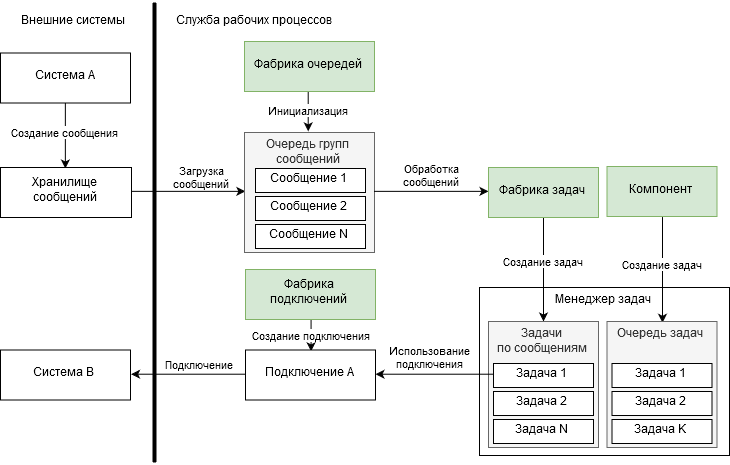 Внешние системы
Служба рабочих процессов
Система А
Фабрика очередей
Создание сообщения
Инициализация
Хранилище
сообщений
Загрузка
сообщений
Очередь групп
сообщений
Сообщение 1
Сообщение 2
Сообщение N
Обработка
сообщений
Фабрика задач
Компонент
Создание задач
Создание задач
Фабрика
подключений
Создание подключения
Менеджер задач
Задачи
по сообщениям
Задача 1
Задача 2
Задача N
Очередь задач
Задача 1
Задача 2
Задача K
Использование
подключения
Подключение А
Подключение
Система B